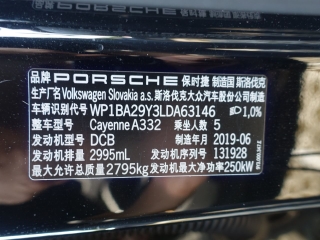 品牌 PORSCHE 保时捷 制造国 斯洛伐克
生产厂名 Volkswagen Slovakia a.s. 斯洛伐克大众汽车股份公司制造
车辆识别代号 WP1BA29Y3LDA63146 1,0%
整车型号 Cayenne A332 乘坐人数 5
发动机型号 DCB 制造年月 2019-06
发动机排量 2995mL 发动机序列号 131928
最大允许总质量 2795kg 发动机最大净功率 250kW